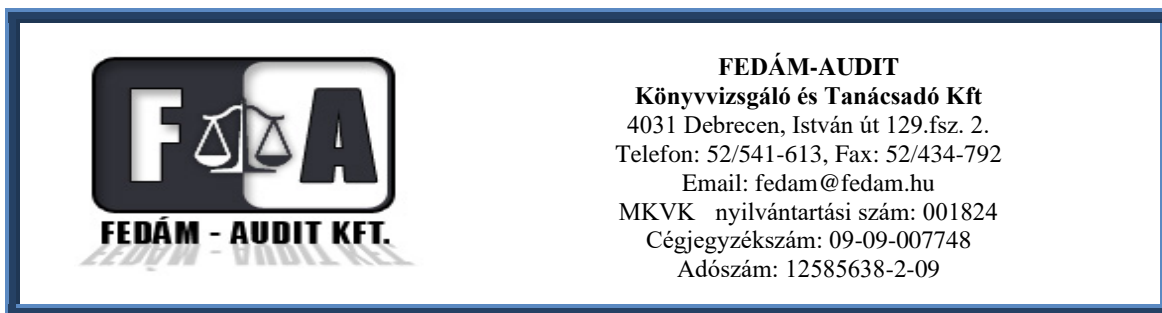 F A
FEDÁM - AUDIT KFT.
FEDÁM-AUDIT
Könyvvizsgáló és Tanácsadó Kft
4031 Debrecen, István út 129.fsz. 2.
Telefon: 52/541-613, Fax: 52/434-792
Email: fedam@fedam.hu
MKVK nyilvántartási szám: 001824
Cégjegyzékszám: 09-09-007748
Adószám: 12585638-2-09